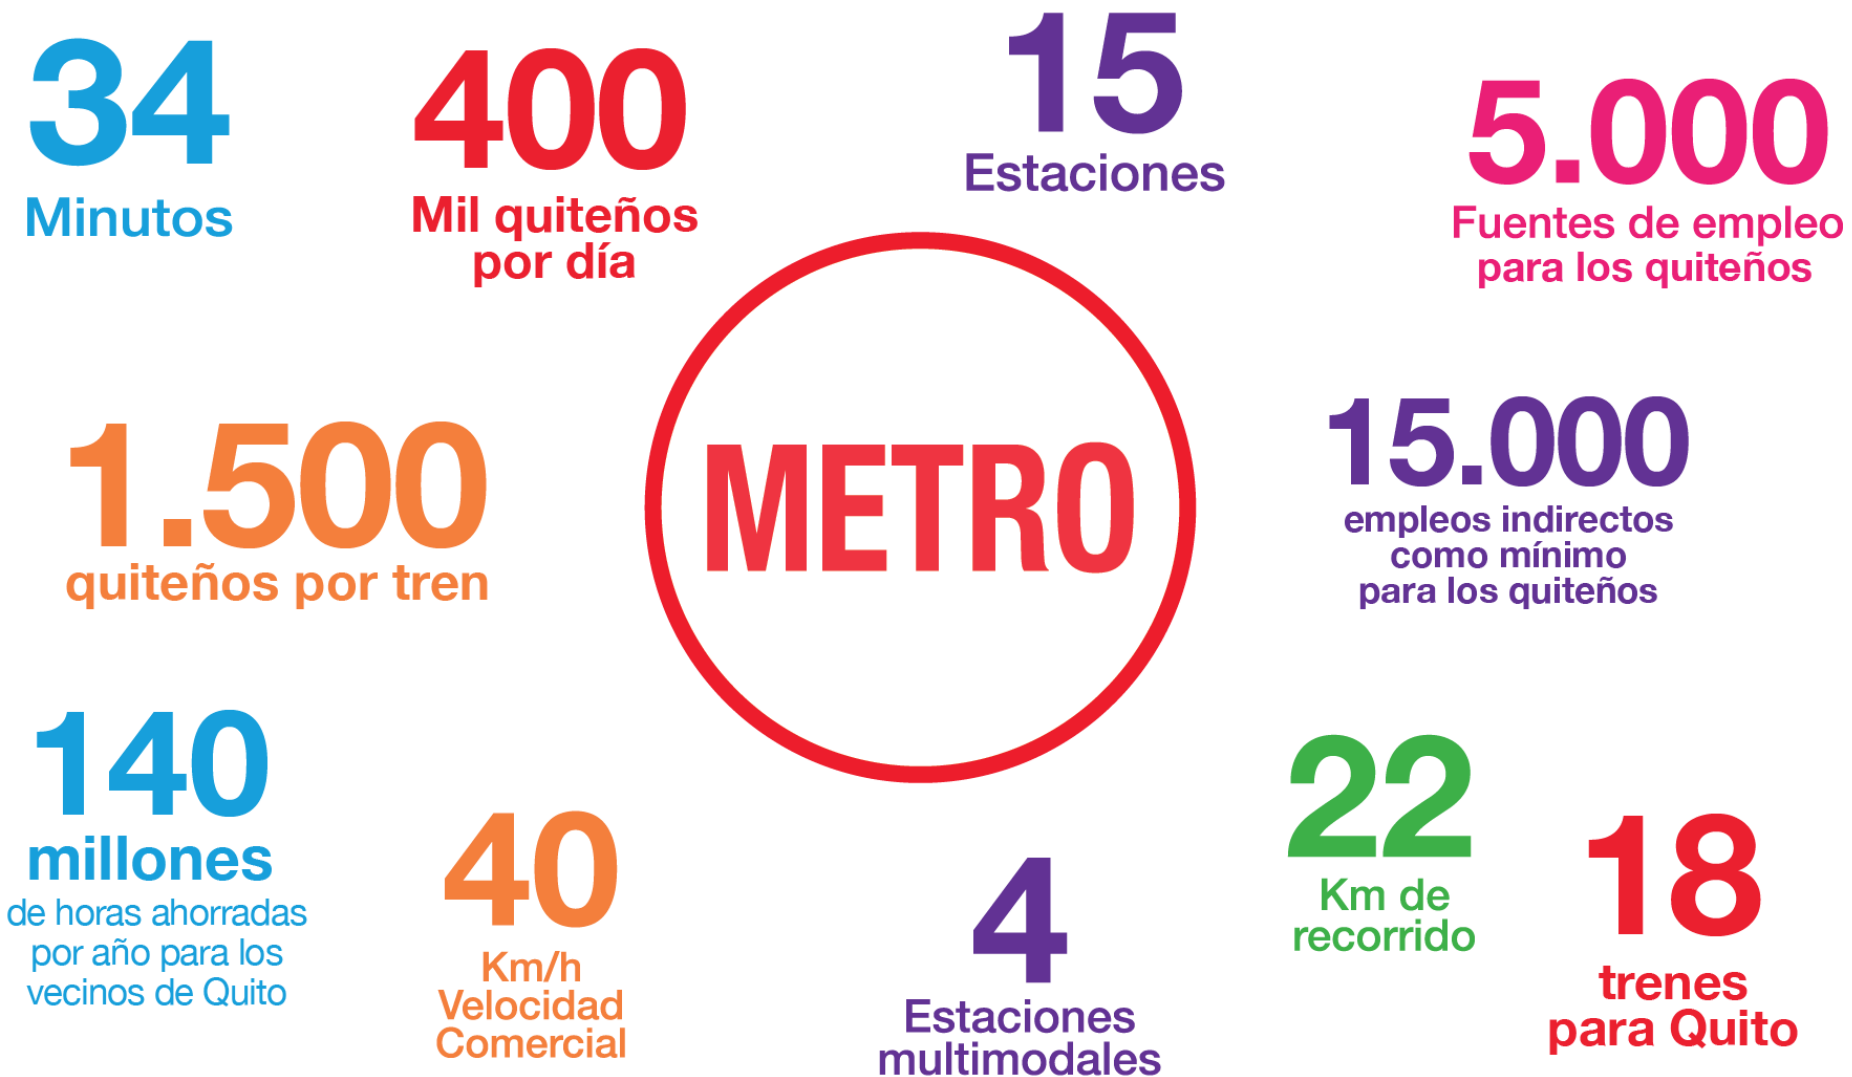 34
Minutos
400
Mil quiteños
por día
15
Estaciones
5.000
Fuentes de empleo
para los quiteños
1.500
quiteños por tren
METRO
15.000
empleos indirectos
como mínimo
para los quiteños
140
millones
de horas ahorradas
por año para los
vecinos de Quito
40
Km/h
Velocidad
Comercial
4
Estaciones
multimodales
22
Km de
recorrido
18
trenes
para Quito